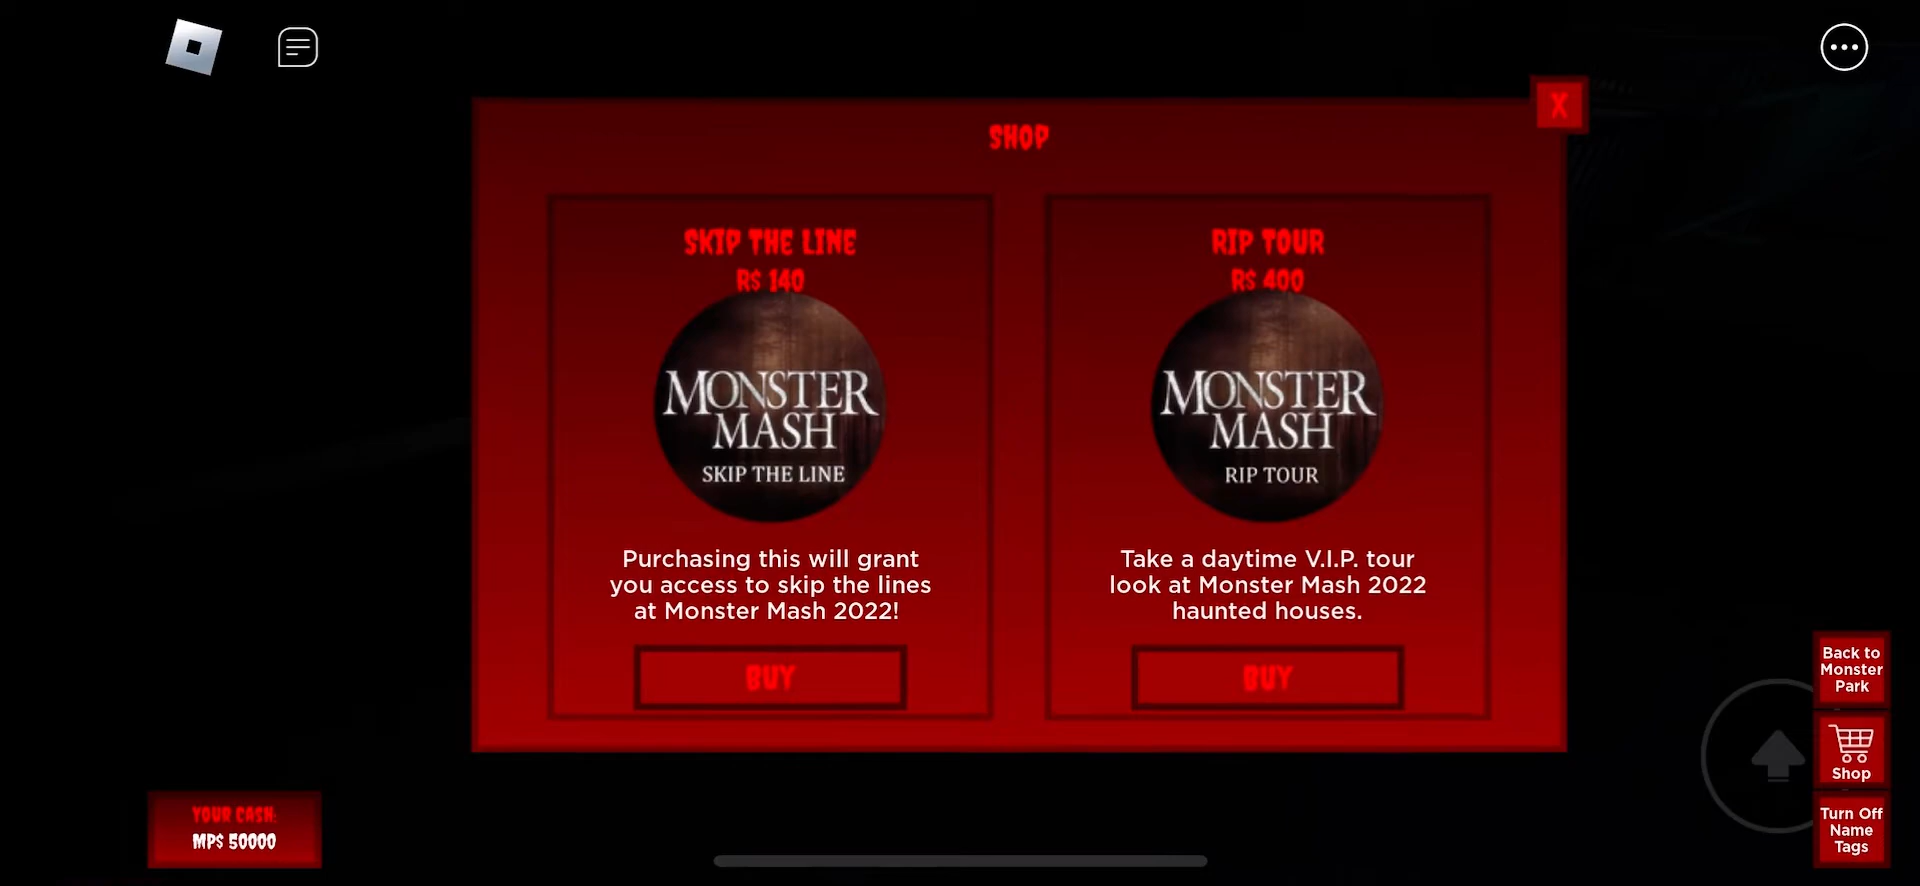 X
SHOP
SKIP THE LINE
R$ 140
MONSTER
MASH
SKIP THE LINE
Purchasing this will grant
you access to skip the lines
at Monster Mash 2022!
BUY
RIP TOUR
R$ 400
MONSTER
MASH
RIP TOUR
Take a daytime V.I.P. tour
look at Monster Mash 2022
haunted houses.
BUY
Back to
Monster
Park
Shop
Turn Off
Name
Tags
YOUR CASH:
MP$ 50000